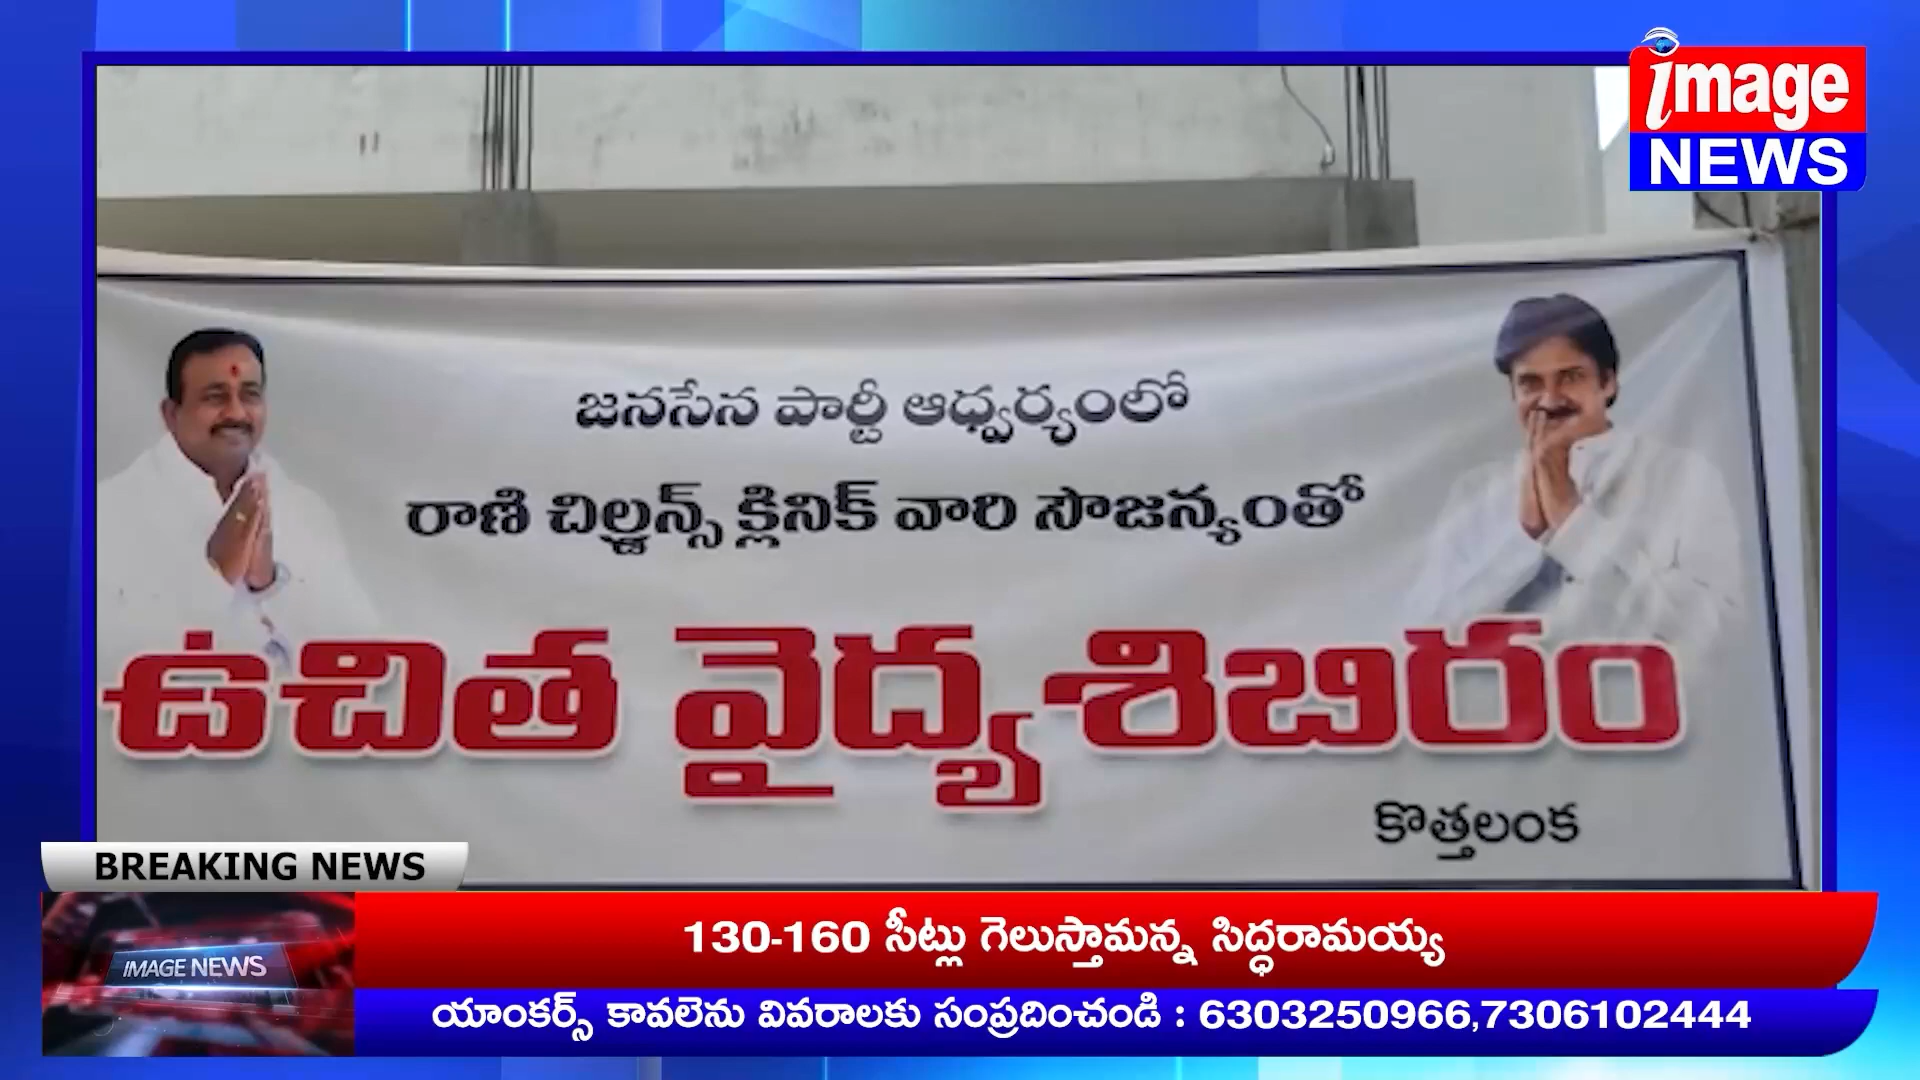 image
NEWS
జనసేన పార్టీ ఆధ్వర్యంలో
రాణి చిల్డ్రన్స్ క్లినిక్ వారి సౌజన్యంతో
ఉచిత వైద్యశిబిరం
కొత్తలంక
BREAKING NEWS
130-160 సీట్లు గెలుస్తామన్న సిద్ధరామయ్య
IMAGE NEWS
యాంకర్స్ కావలెను వివరాలకు సంప్రదించండి : 6303250966,7306102444